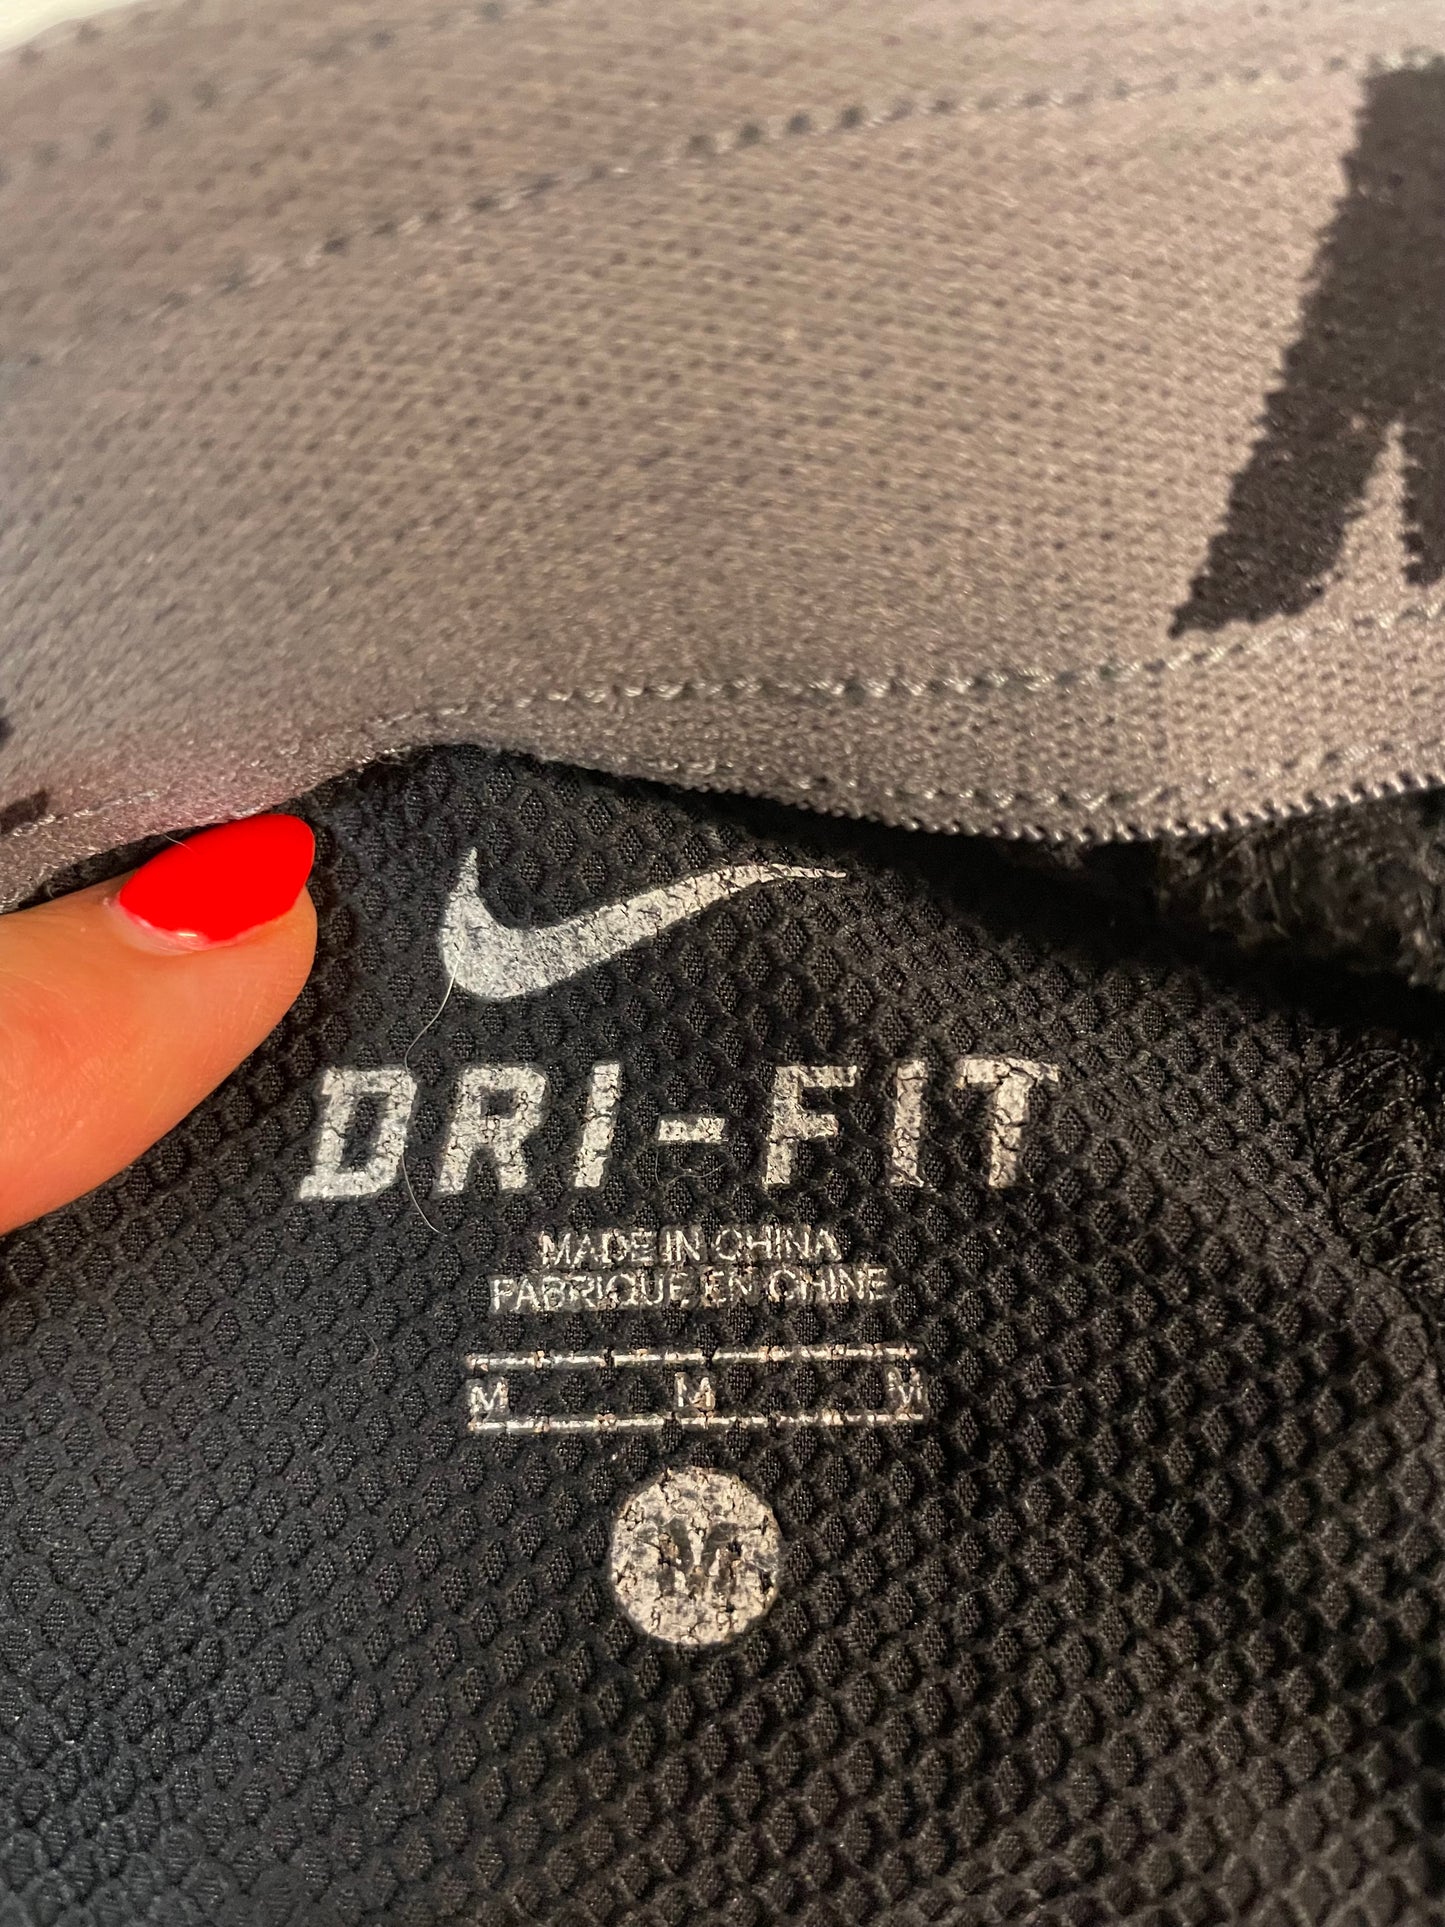 DRI-FIT
MADE IN CHINA
FABRIQUE EN CHINE
M M M